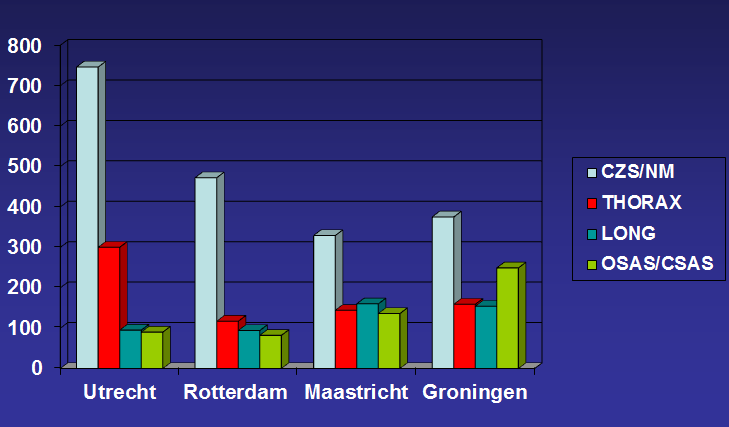 800
700
600
500
400
300
200
100
0
Utrecht Rotterdam Maastricht Groningen
CZS/NM
THORAX
LONG
OSAS/CSAS